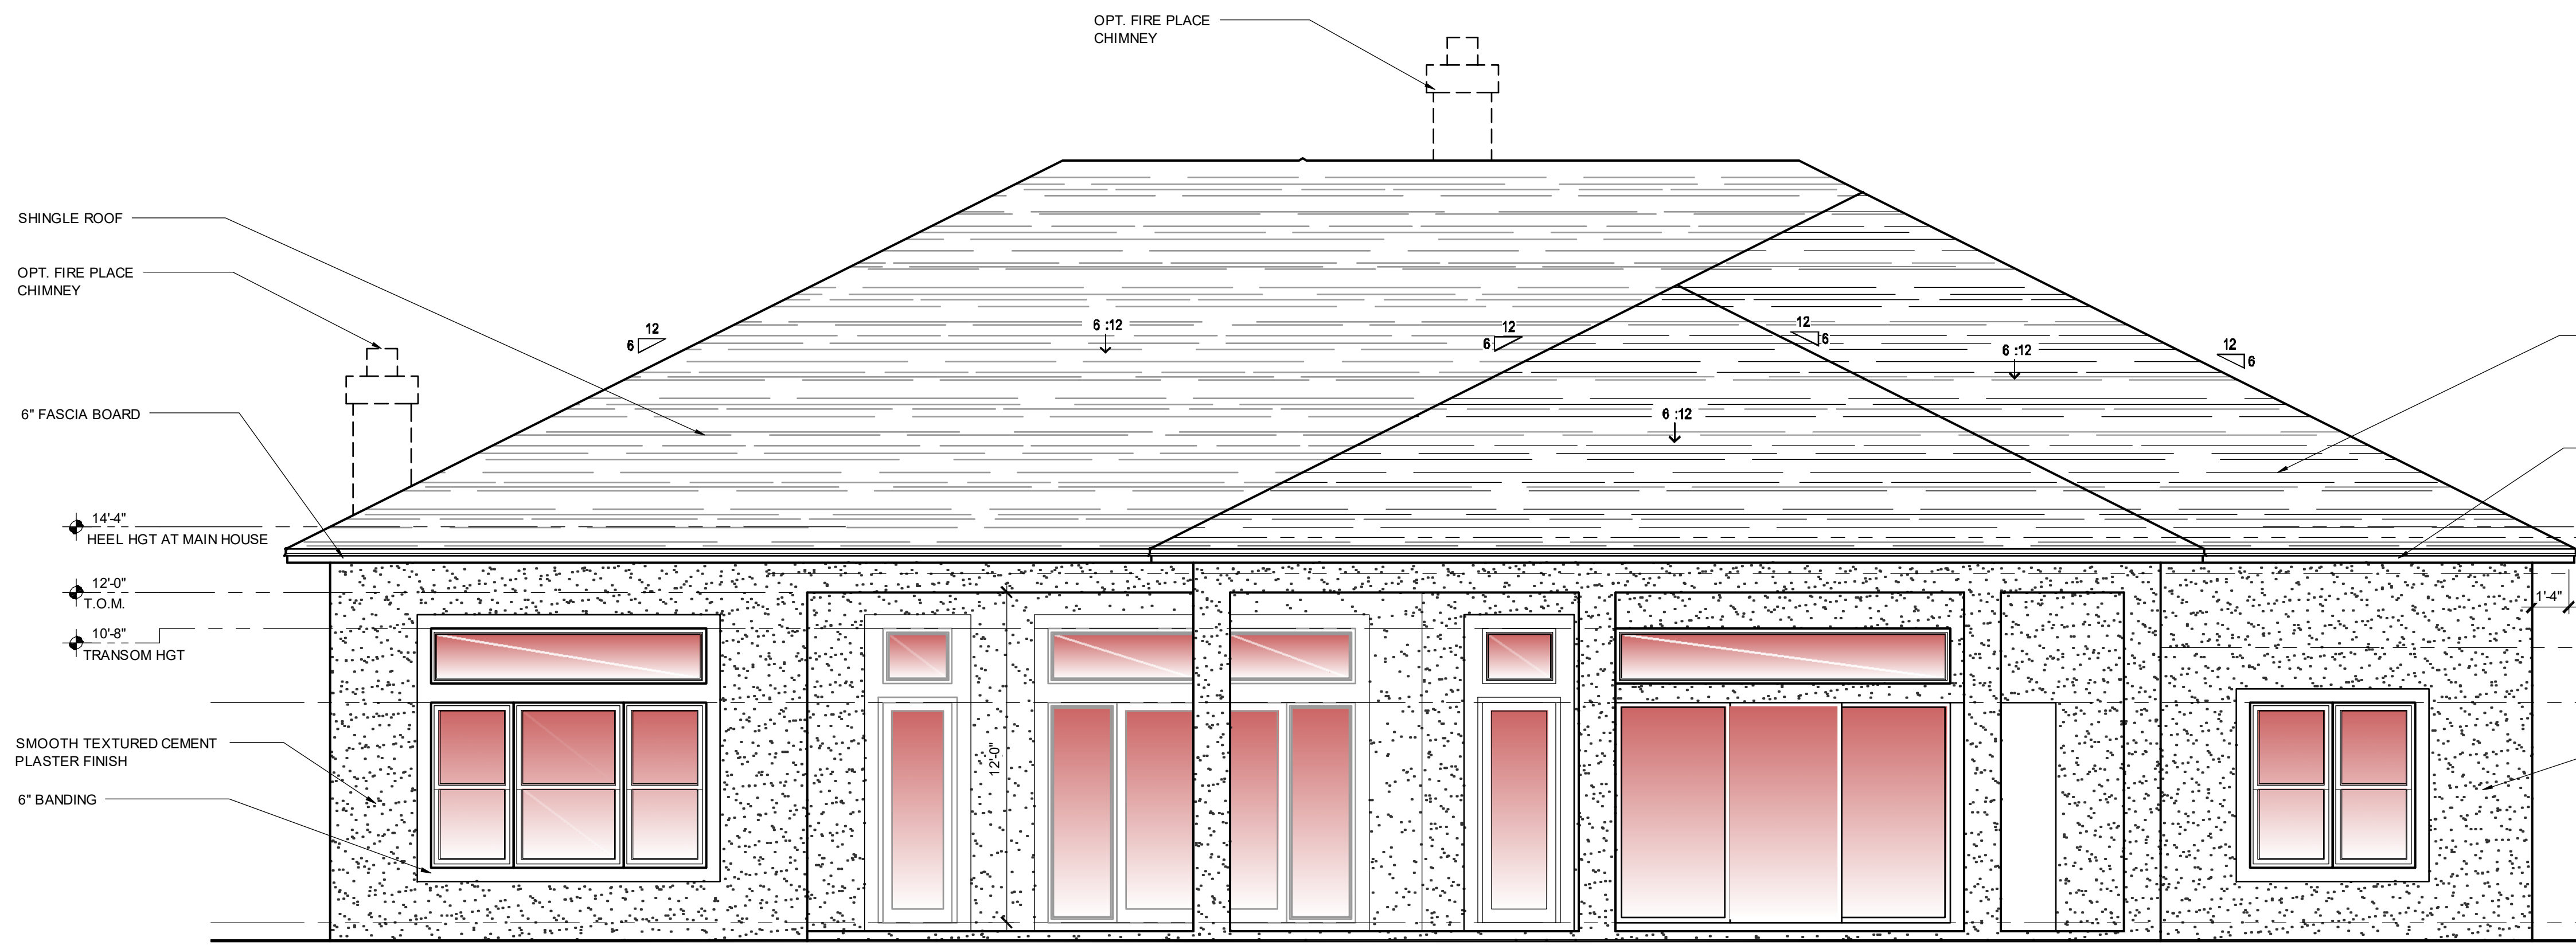 OPT. FIRE PLACE
CHIMNEY
SHINGLE ROOF
OPT. FIRE PLACE
CHIMNEY
12
6
6 :12
12
6
12
6
6 :12
12
6
6" FASCIA BOARD
6 :12
14'-4"
HEEL HGT AT MAIN HOUSE
12'-0"
T.O.M.
1'-4"
10'-8"
TRANSOM HGT
SMOOTH TEXTURED CEMENT
PLASTER FINISH
12'-0"
6" BANDING